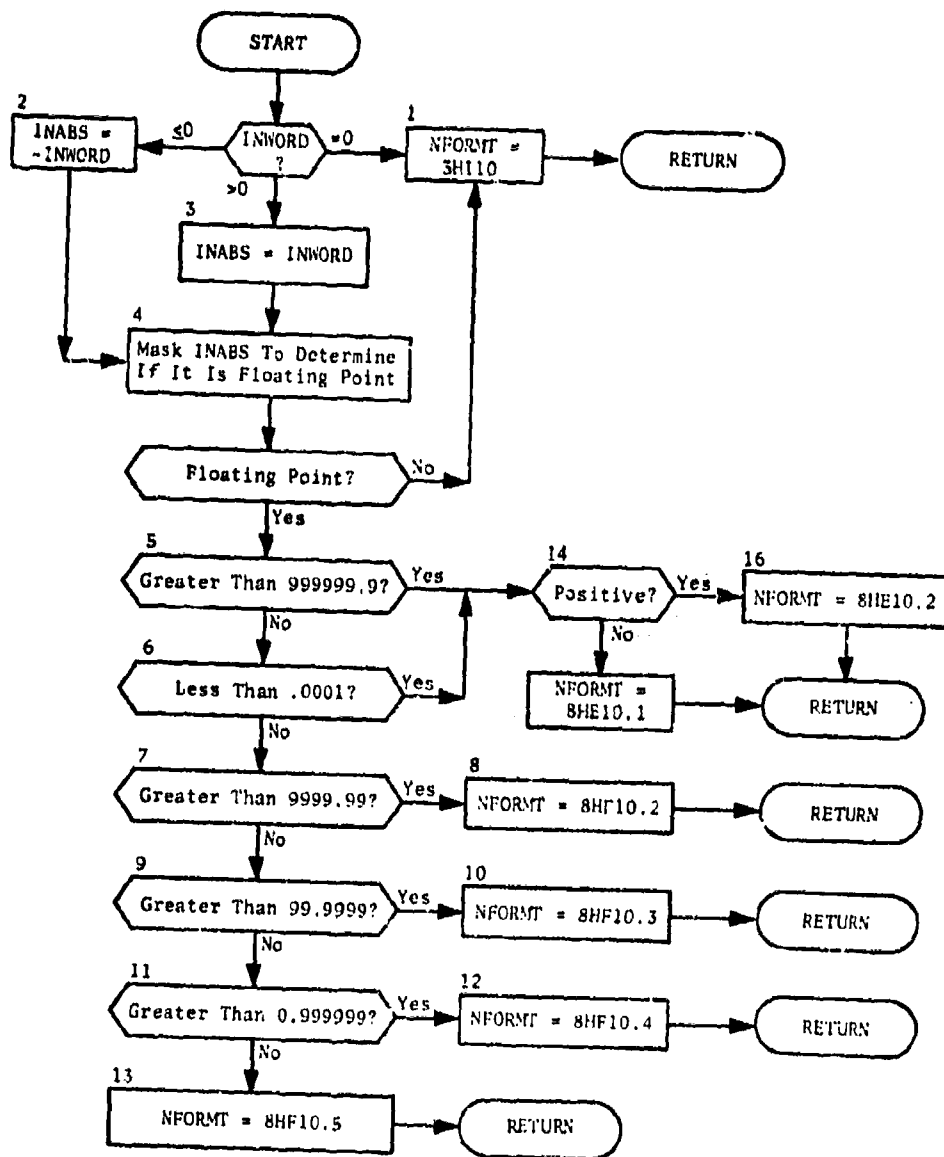 START
2
INABS =
-INWORD
≤0
INWORD
?
=0
1
NFORMT =
3HI10
RETURN
>0
3
INABS = INWORD
4
Mask INABS To Determine
If It Is Floating Point
Floating Point?
No
Yes
5
Greater Than 999999.9?
Yes
14
Positive?
Yes
16
NFORMT = 8HE10.2
No
No
6
Less Than .0001?
Yes
NFORMT =
8HE10.1
RETURN
No
7
Greater Than 9999.99?
Yes
8
NFORMT = 8HF10.2
RETURN
No
9
Greater Than 99.9999?
Yes
10
NFORMT = 8HF10.3
RETURN
No
11
Greater Than 0.999999?
Yes
12
NFORMT = 8HF10.4
RETURN
No
13
NFORMT = 8HF10.5
RETURN